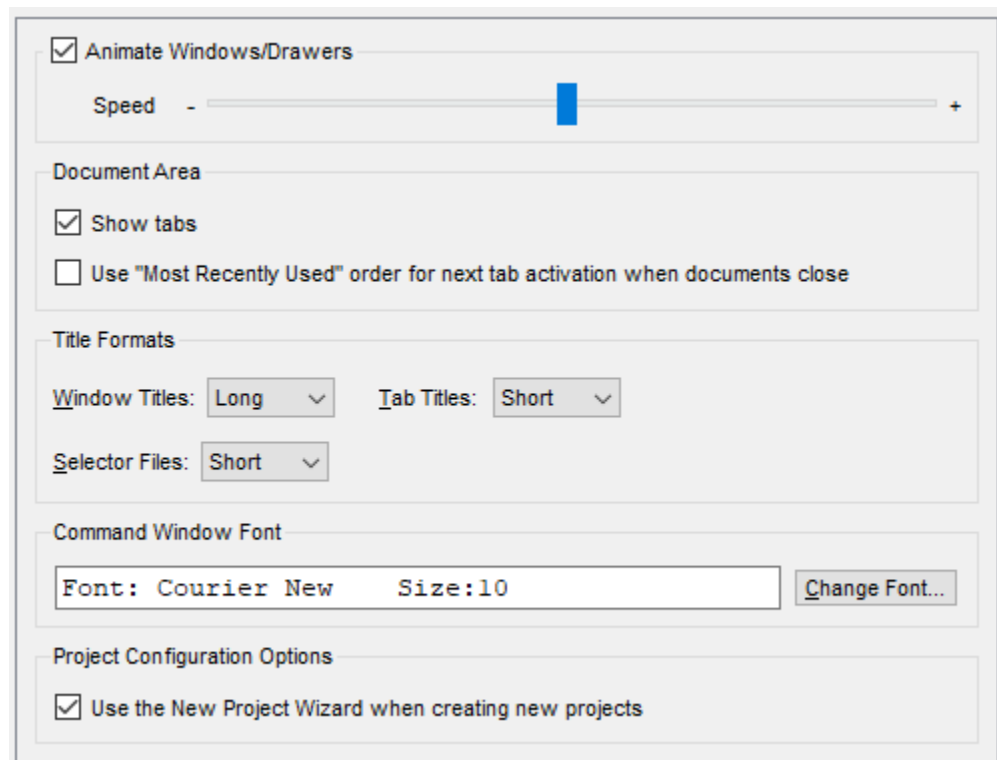 Animate Windows/Drawers
Speed - +
Document Area
Show tabs
Use "Most Recently Used" order for next tab activation when documents close
Title Formats
Window Titles: Long Tab Titles: Short
Selector Files: Short
Command Window Font
Font: Courier New Size:10 Change Font...
Project Configuration Options
Use the New Project Wizard when creating new projects